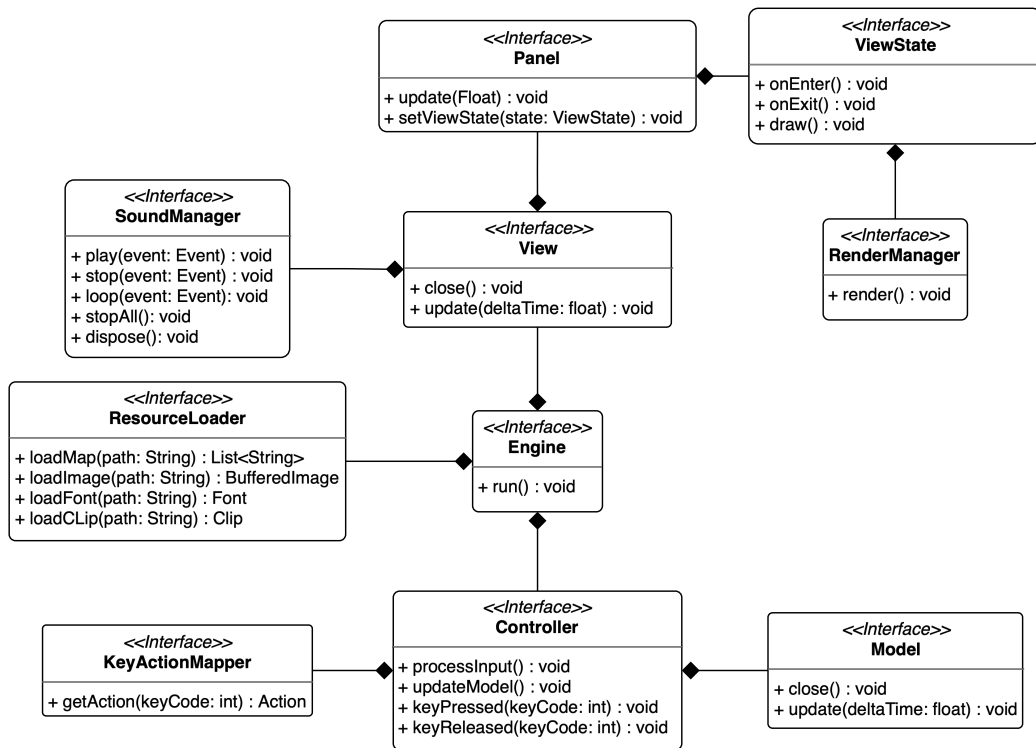 <<Interface>>
Panel
+ update(Float) : void
+ setViewState(state: ViewState) : void
<<Interface>>
ViewState
+ onEnter() : void
+ onExit() : void
+ draw() : void
<<Interface>>
SoundManager
+ play(event: Event) : void
+ stop(event: Event) : void
+ loop(event: Event): void
+ stopAll(): void
+ dispose(): void
<<Interface>>
View
+ close() : void
+ update(deltaTime: float) : void
<<Interface>>
RenderManager
+ render() : void
<<Interface>>
ResourceLoader
+ loadMap(path: String) : List<String>
+ loadImage(path: String) : BufferedImage
+ loadFont(path: String) : Font
+ loadCLip(path: String) : Clip
<<Interface>>
Engine
+ run() : void
<<Interface>>
KeyActionMapper
+ getAction(keyCode: int) : Action
<<Interface>>
Controller
+ processInput() : void
+ updateModel() : void
+ keyPressed(keyCode: int) : void
+ keyReleased(keyCode: int) : void
<<Interface>>
Model
+ close() : void
+ update(deltaTime: float) : void